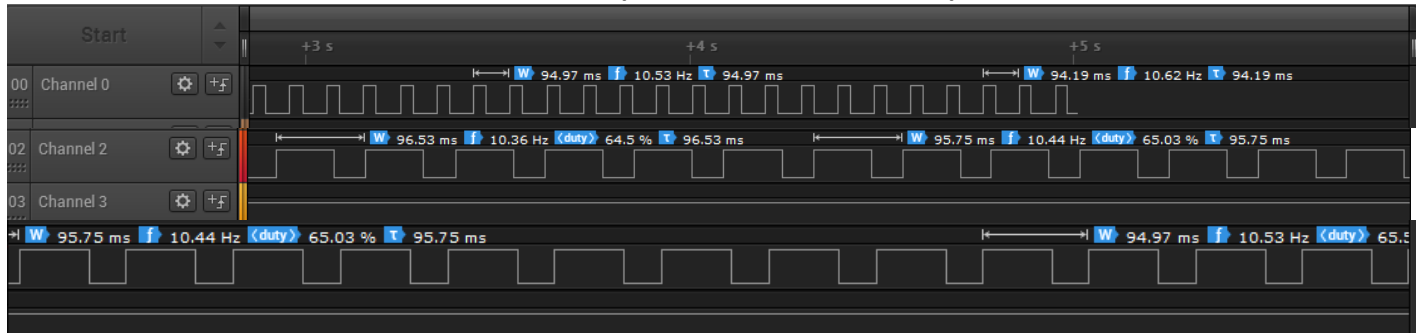 Start
+3 s +4 s +5 s
00 Channel 0 W 94.97 ms f 10.53 Hz τ 94.97 ms W 94.19 ms f 10.62 Hz τ 94.19 ms
02 Channel 2 W 96.53 ms f 10.36 Hz ⟨duty⟩ 64.5 % τ 96.53 ms W 95.75 ms f 10.44 Hz ⟨duty⟩ 65.03 % τ 95.75 ms
03 Channel 3
W 95.75 ms f 10.44 Hz ⟨duty⟩ 65.03 % τ 95.75 ms W 94.97 ms f 10.53 Hz ⟨duty⟩ 65.5